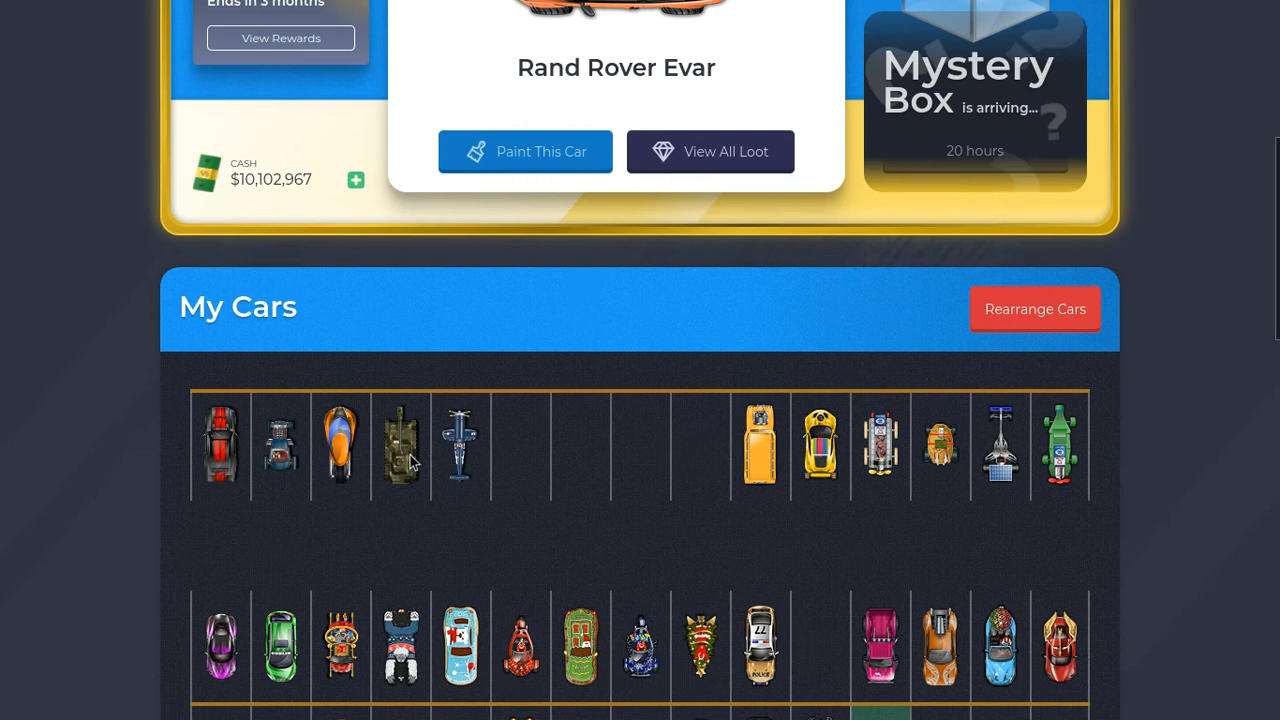 Ends in 3 months
View Rewards
Rand Rover Evar
Mystery
Box is arriving...
?
20 hours
CASH
$10,102,967
Paint This Car
View All Loot
My Cars
Rearrange Cars
77
POLICE